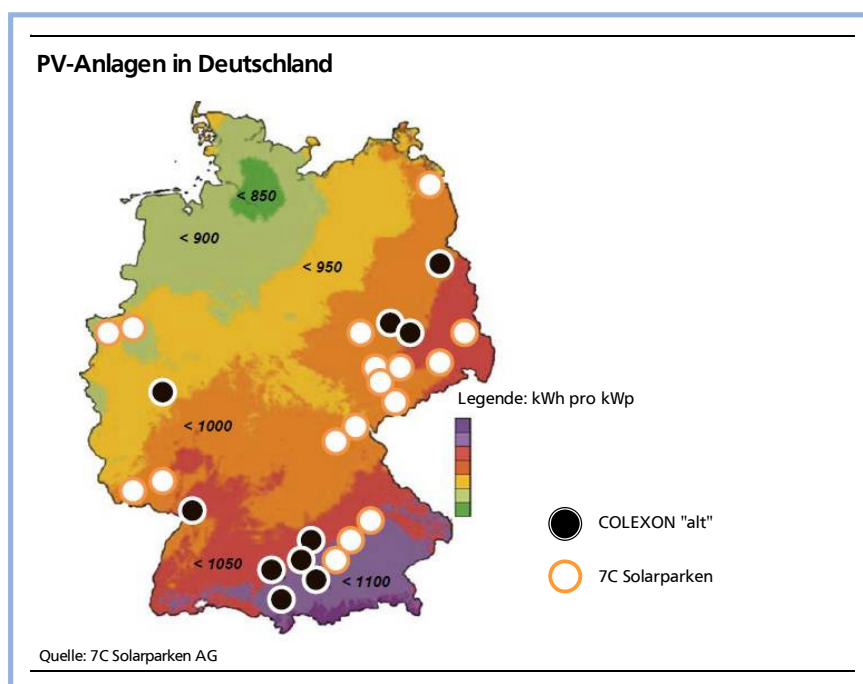 PV-Anlagen in Deutschland
< 850
< 900
< 950
Legende: kWh pro kWp
< 1000
COLEXON "alt"
< 1050
7C Solarparken
< 1100
Quelle: 7C Solarparken AG